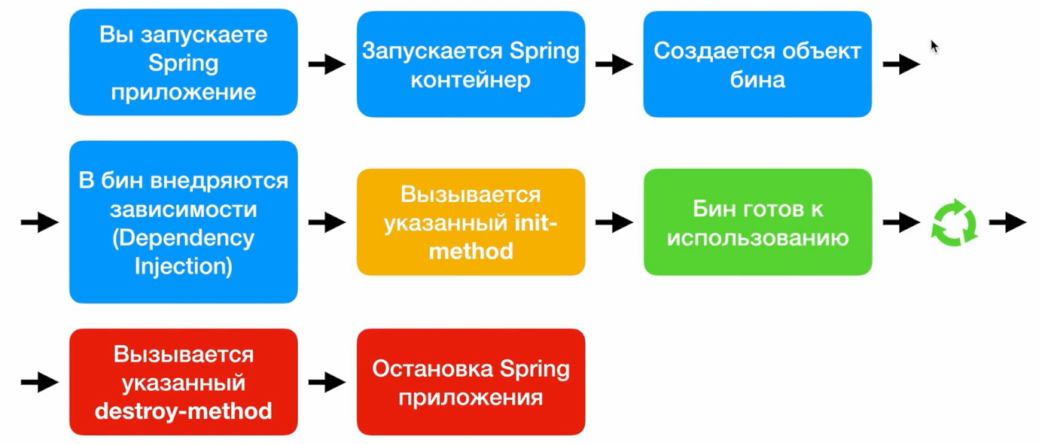 Вы запускаете
Spring
приложение
Запускается Spring
контейнер
Создается объект
бина
В бин внедряются
зависимости
(Dependency
Injection)
Вызывается
указанный init-
method
Бин готов к
использованию
Вызывается
указанный
destroy-method
Остановка Spring
приложения